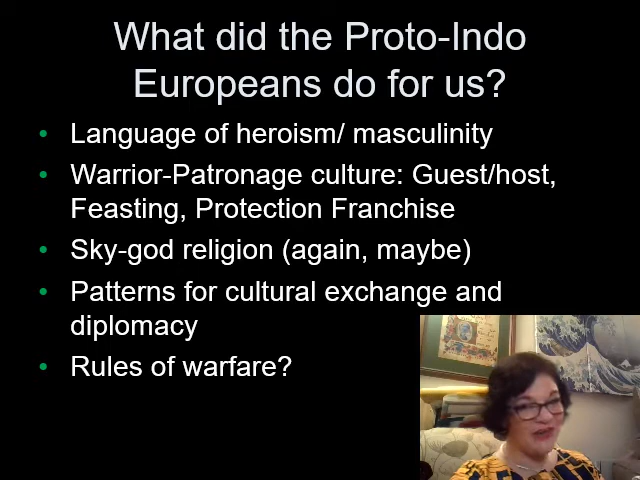 What did the Proto-Indo
Europeans do for us?
• Language of heroism/ masculinity
• Warrior-Patronage culture: Guest/host,
Feasting, Protection Franchise
• Sky-god religion (again, maybe)
• Patterns for cultural exchange and
diplomacy
• Rules of warfare?